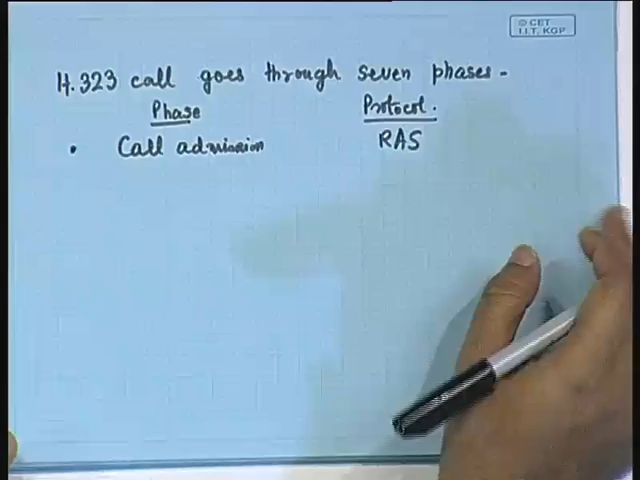 © CET
I.I.T. KGP
H.323 call goes through seven phases-
Phase Protocol.
• Call admission RAS